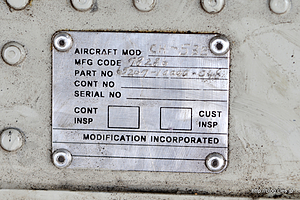 AIRCRAFT MOD
MFG CODE
PART NO
CONT NO
SERIAL NO
CONT INSP
CUST INSP
MODIFICATION INCORPORATED